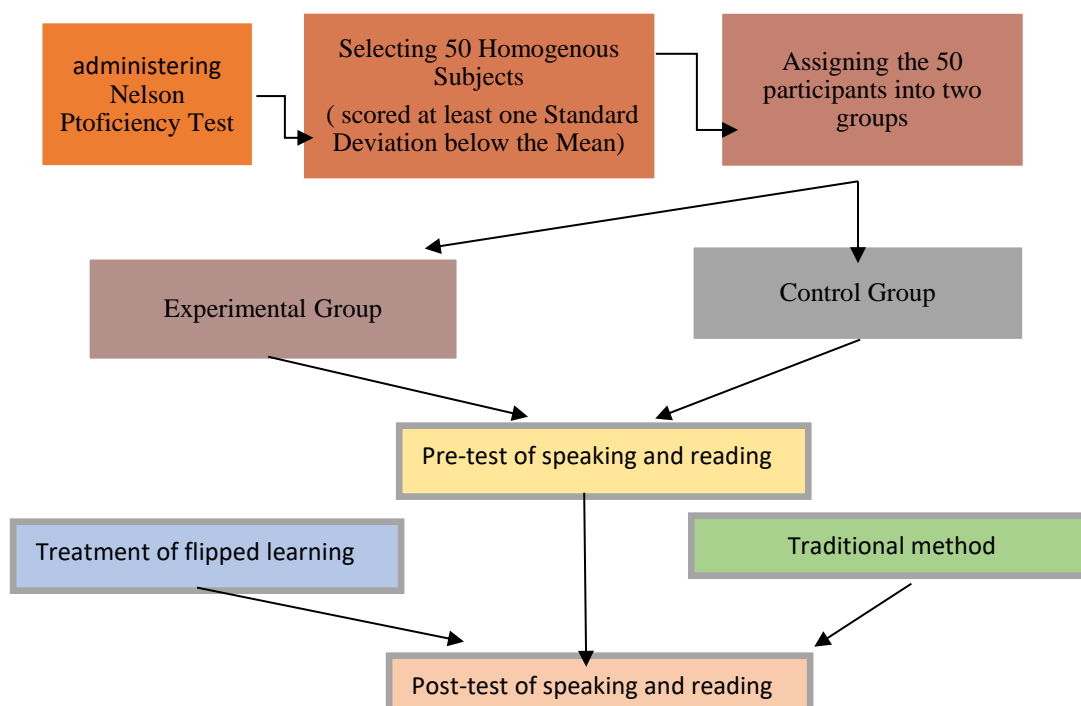 administering
Nelson
Ptoficiency Test
Selecting 50 Homogenous
Subjects
( scored at least one Standard
Deviation below the Mean)
Assigning the 50
participants into two
groups
Experimental Group
Control Group
Pre-test of speaking and reading
Treatment of flipped learning
Traditional method
Post-test of speaking and reading